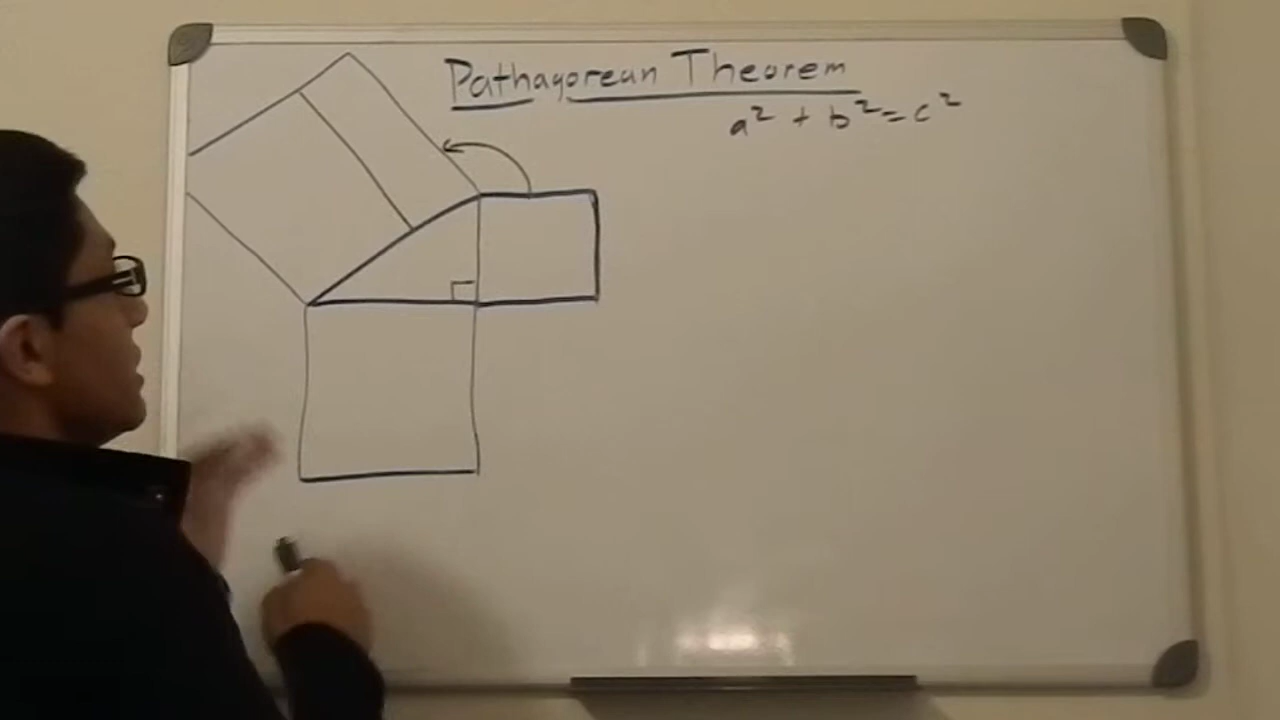 Pathagorean Theorem
a² + b² = c²